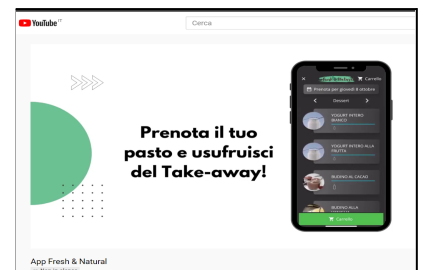 YouTube IT
Cerca
Prenota il tuo
pasto e usufruisci
del Take-away!
Carrello
Prenota per giovedì 8 ottobre
Dessert
YOGURT INTERO
BIANCO
YOGURT INTERO ALLA
FRUTTA
BUDINO AL CACAO
BUDINO ALLA
Carrello
App Fresh & Natural